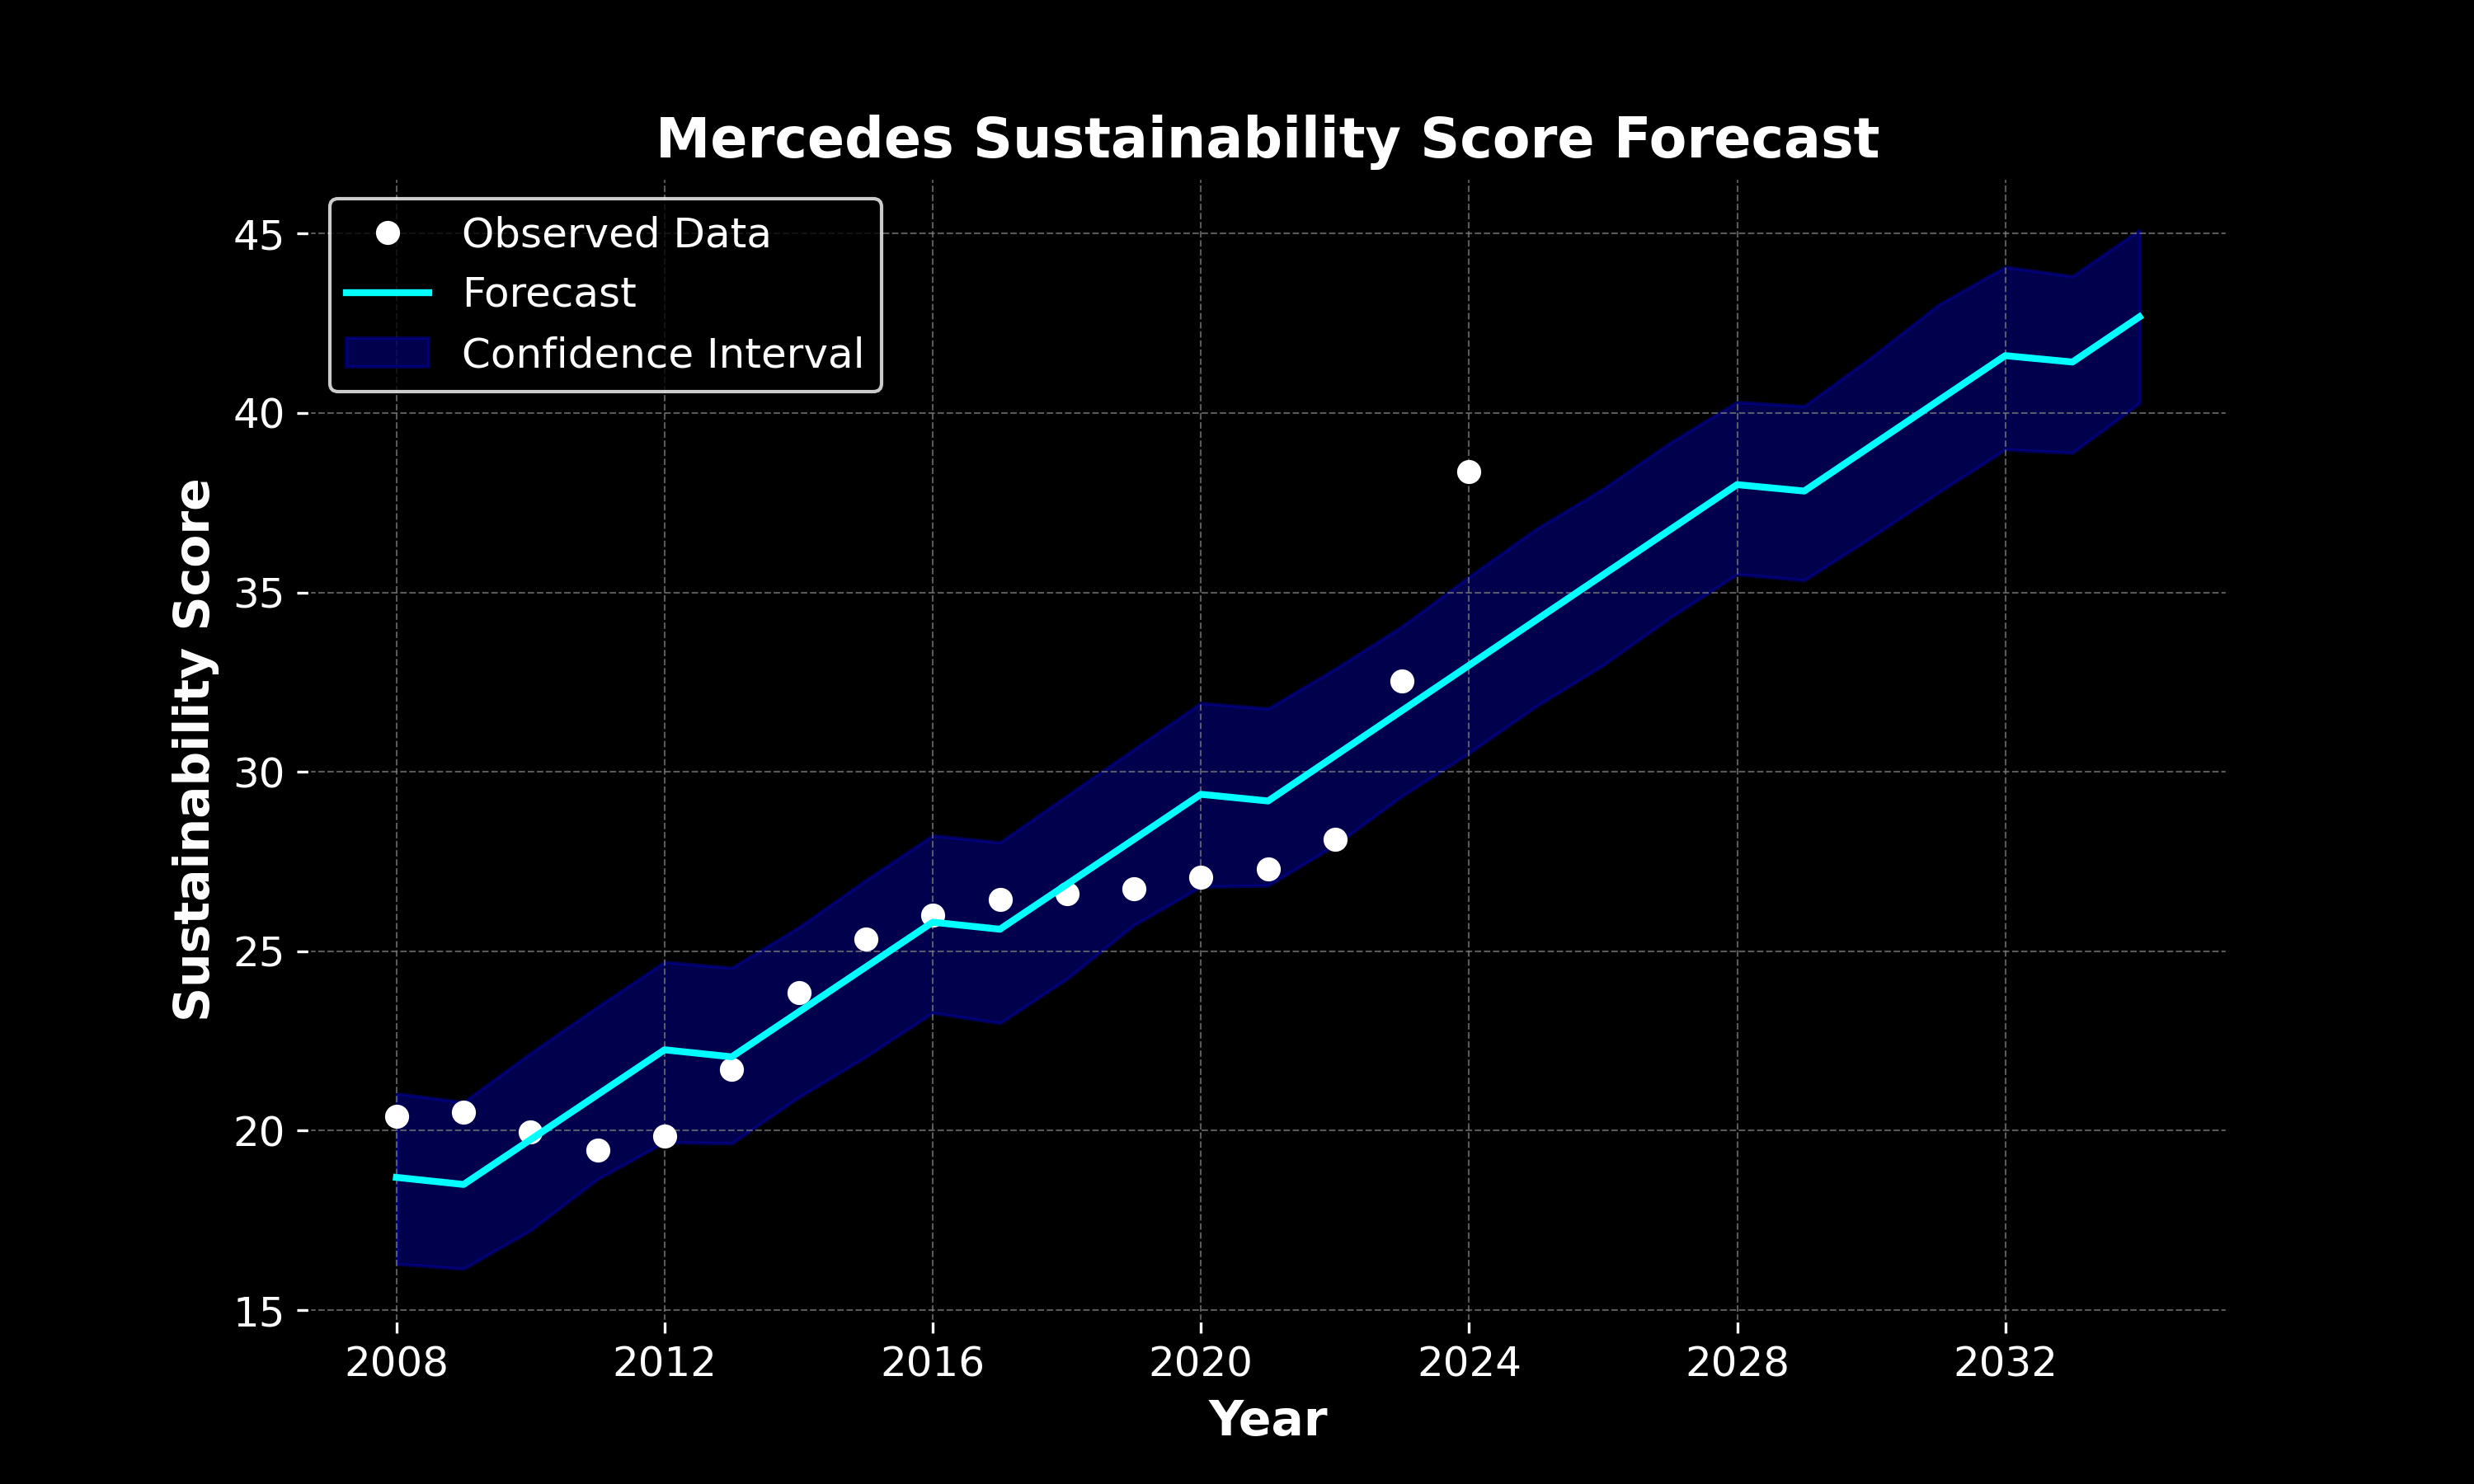 Mercedes Sustainability Score Forecast
Observed Data
Forecast
Confidence Interval
Sustainability Score
45
40
35
30
25
20
15
2008 2012 2016 2020 2024 2028 2032
Year